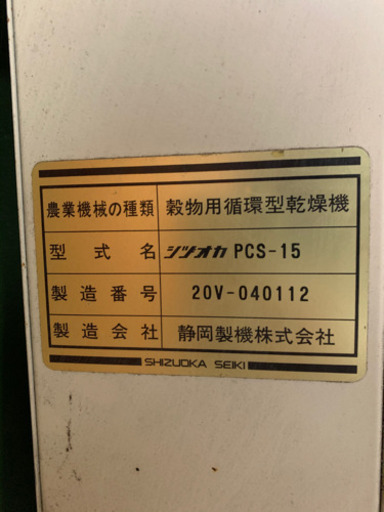 農業機械の種類 穀物用循環型乾燥機
型式名 シヅオカ PCS-15
製造番号 20V-040112
製造会社 静岡製機株式会社
SHIZUOKA SEIKI